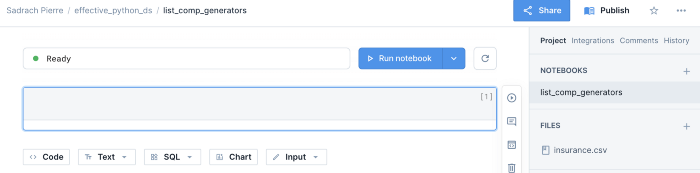 Sadrach Pierre / effective_python_ds / list_comp_generators
Share
Publish
Ready
Run notebook
[1]
Code
Text
SQL
Chart
Input
Project Integrations Comments History
NOTEBOOKS
list_comp_generators
FILES
insurance.csv